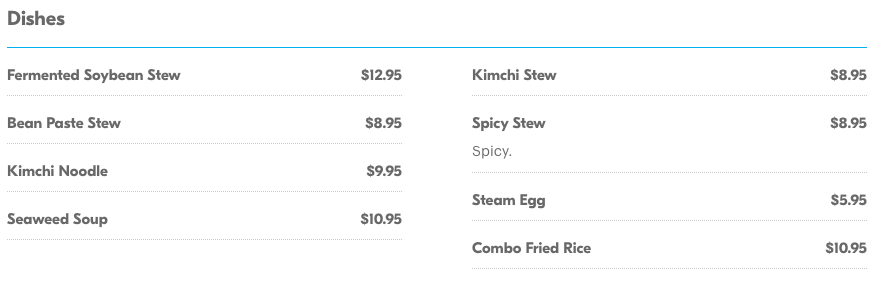 Dishes
Fermented Soybean Stew $12.95
Bean Paste Stew $8.95
Kimchi Noodle $9.95
Seaweed Soup $10.95
Kimchi Stew $8.95
Spicy Stew $8.95
Spicy.
Steam Egg $5.95
Combo Fried Rice $10.95